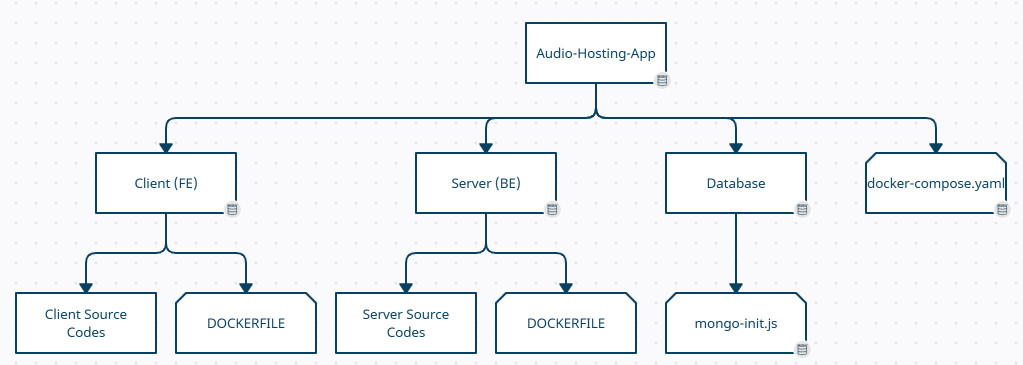 Audio-Hosting-App
Client (FE)
Server (BE)
Database
docker-compose.yaml
Client Source
Codes
DOCKERFILE
Server Source
Codes
DOCKERFILE
mongo-init.js